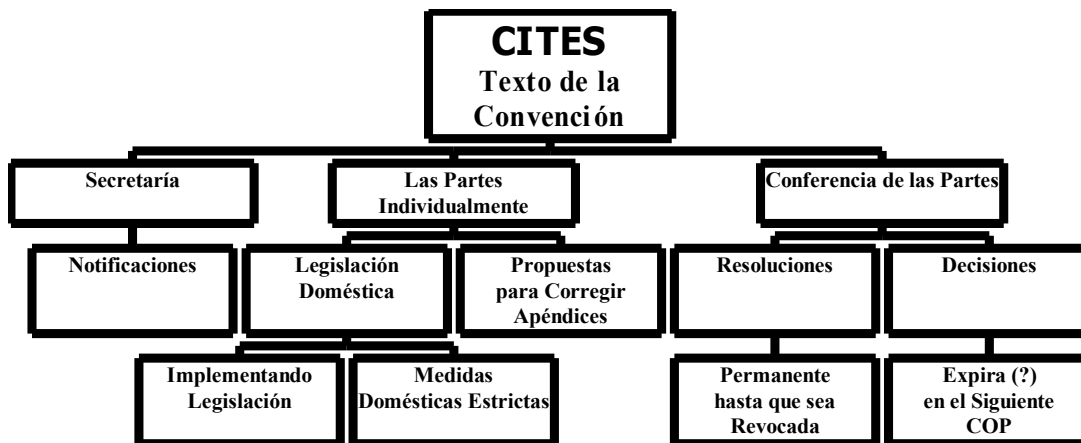 CITES
Texto de la
Convención
Secretaría
Las Partes
Individualmente
Conferencia de las Partes
Notificaciones
Legislación
Doméstica
Propuestas
para Corregir
Apéndices
Resoluciones
Decisiones
Implementando
Legislación
Medidas
Domésticas Estrictas
Permanente
hasta que sea
Revocada
Expira (?)
en el Siguiente
COP